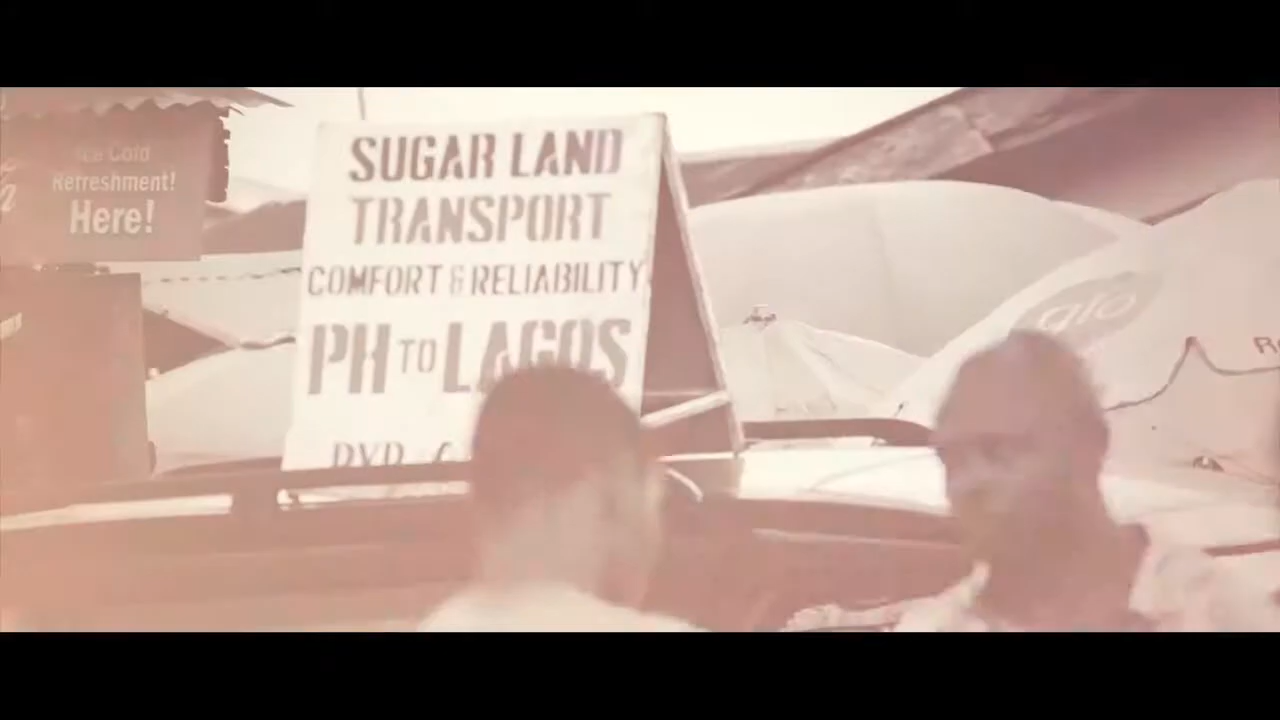 Ice Cold
Refreshment!
Here!
SUGAR LAND
TRANSPORT
COMFORT & RELIABILITY
PH TO LAGOS
glo